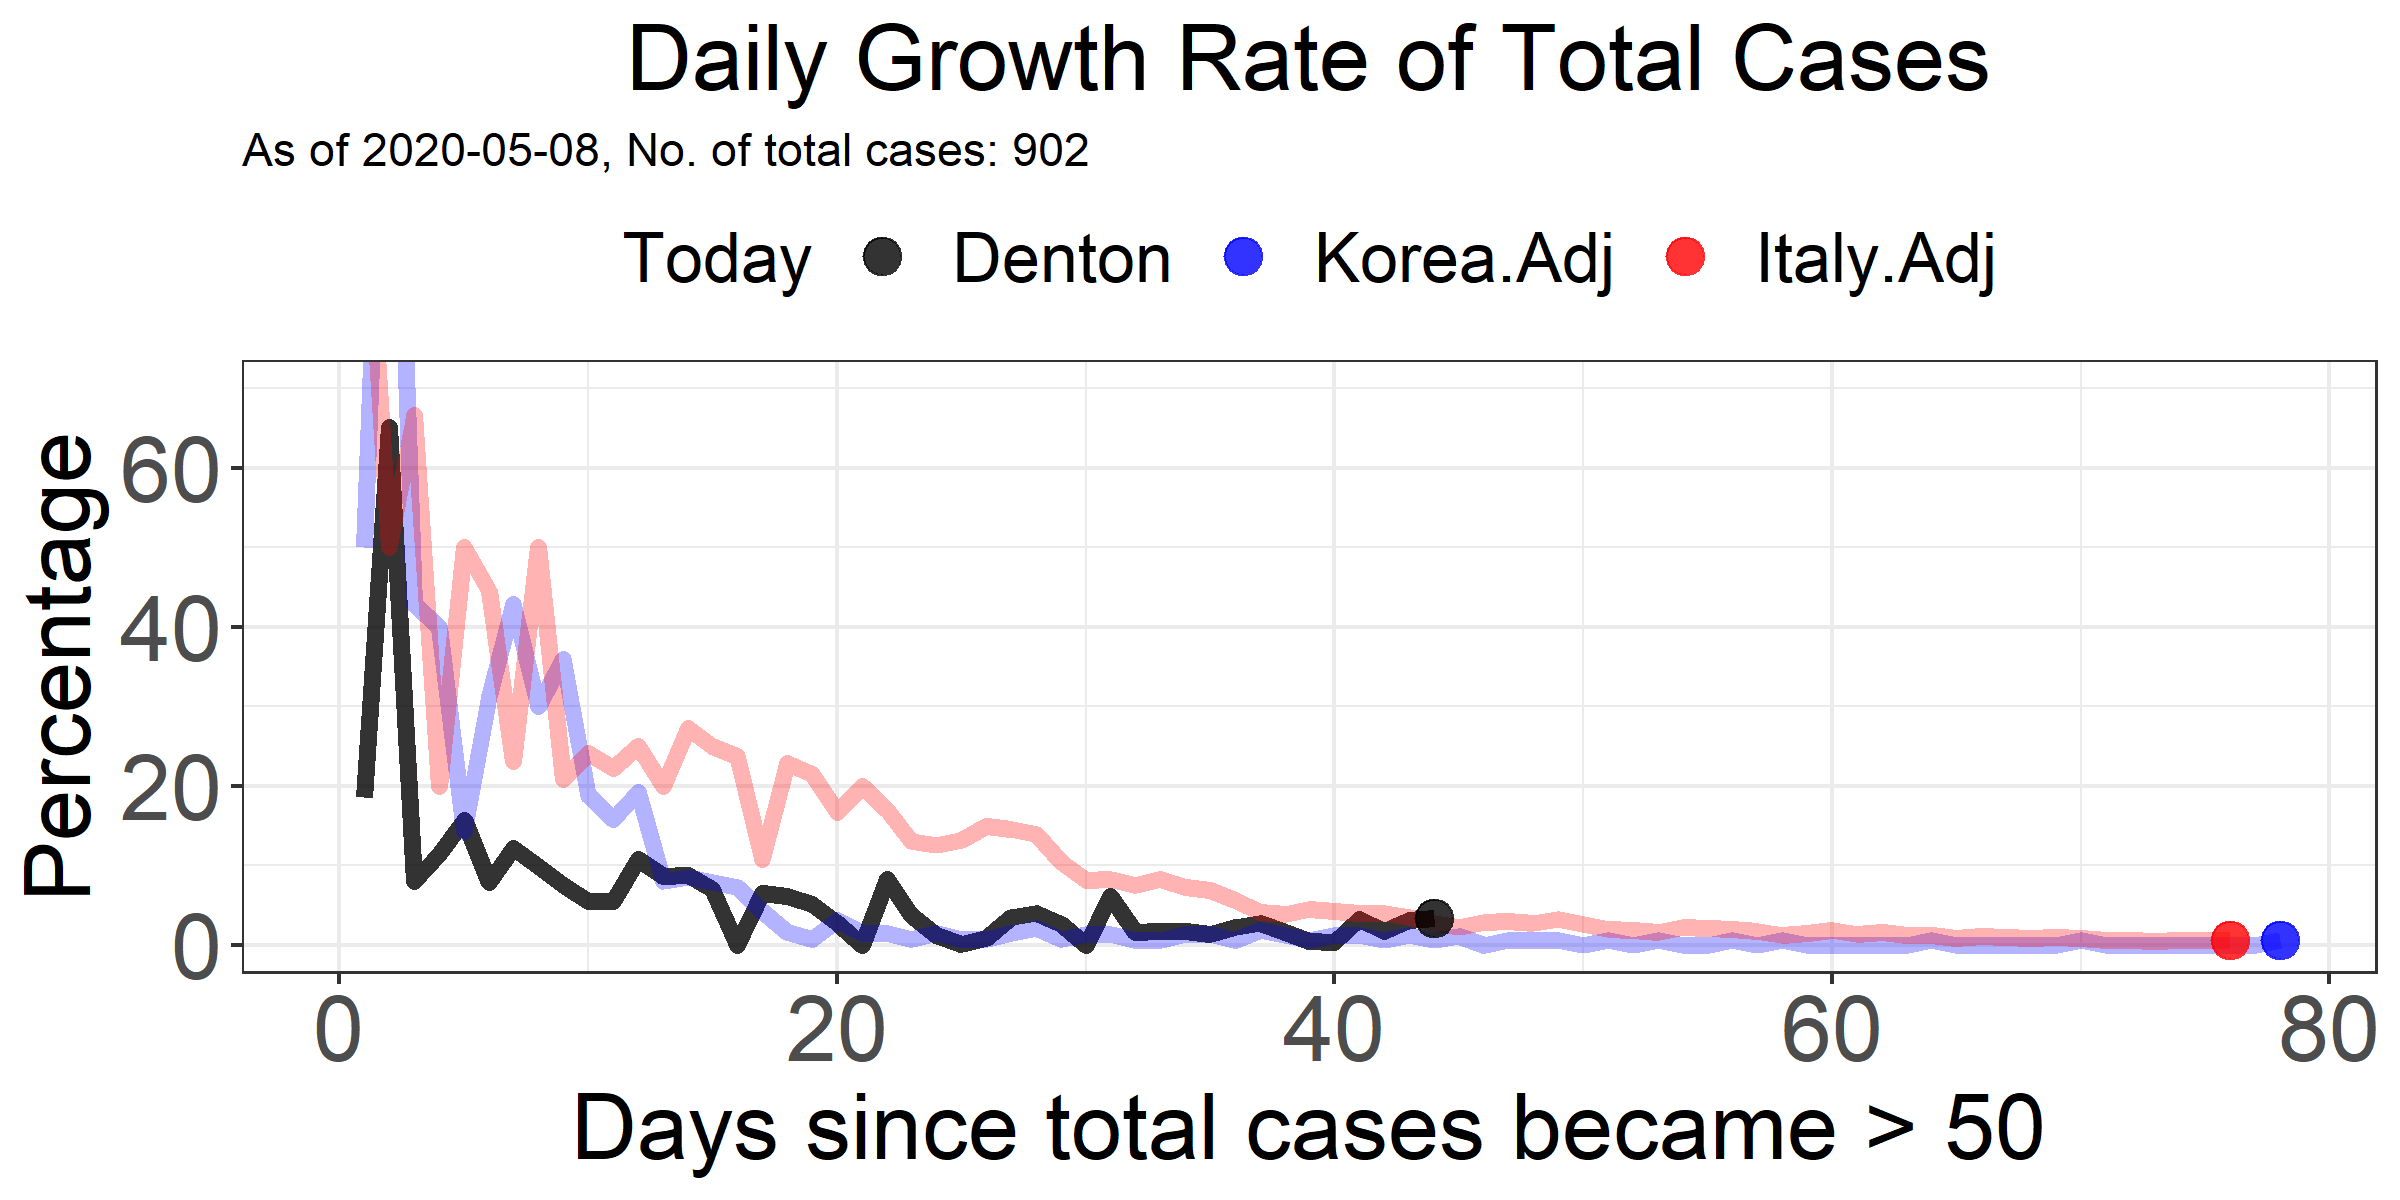 Daily Growth Rate of Total Cases
As of 2020-05-08, No. of total cases: 902
Today Denton Korea.Adj Italy.Adj
Percentage
60
40
20
0
0 20 40 60 80
Days since total cases became > 50